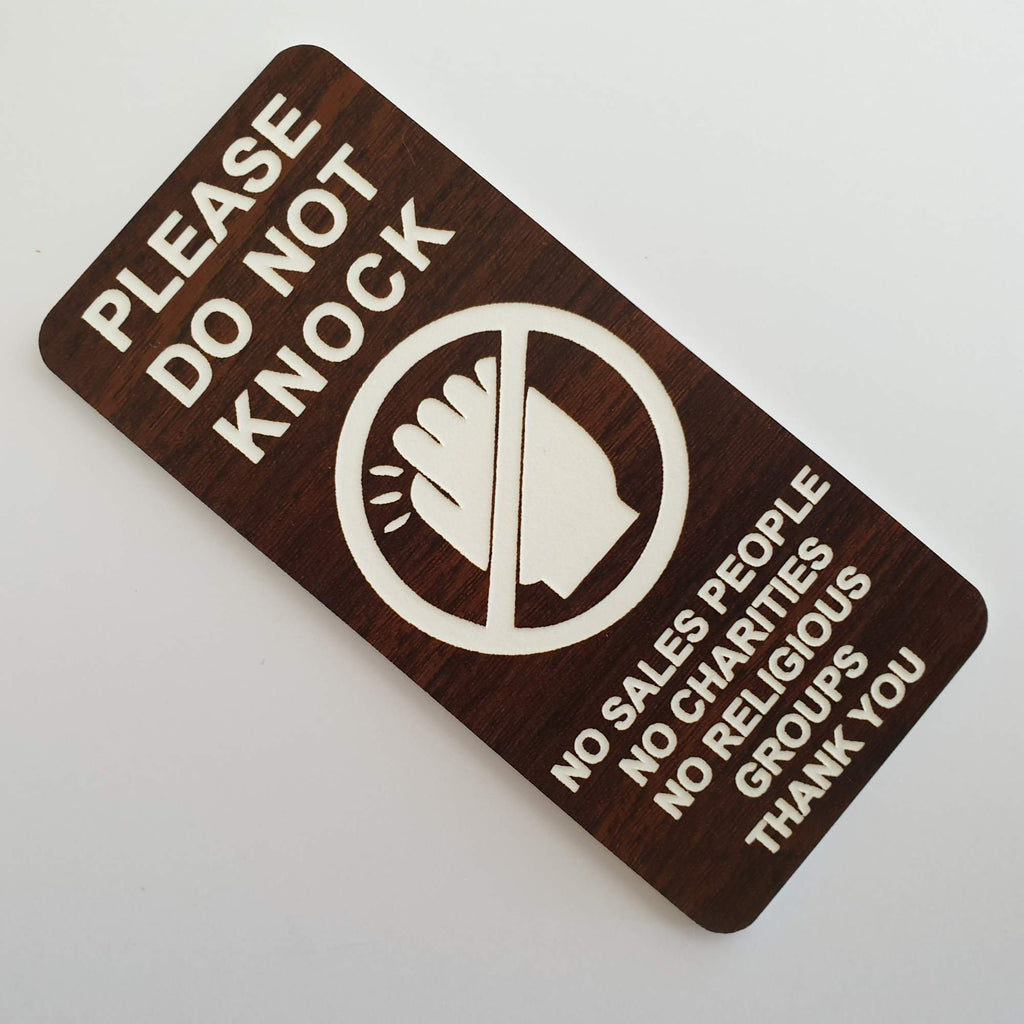 PLEASE
DO NOT
KNOCK
NO SALES PEOPLE
NO CHARITIES
NO RELIGIOUS
GROUPS
THANK YOU